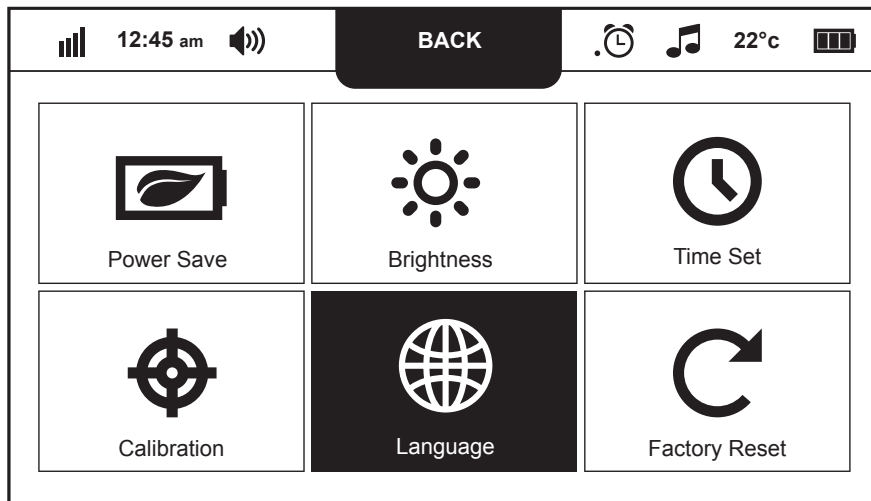 12:45 am BACK 22°c
Power Save Brightness Time Set
Calibration Language Factory Reset